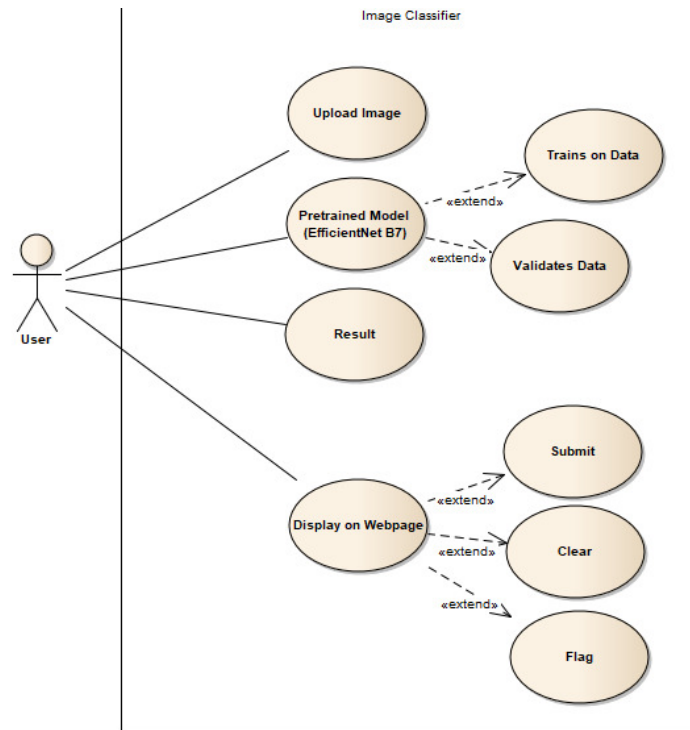 Image Classifier
Upload Image
Trains on Data
«extend»
Pretrained Model
(EfficientNet B7)
«extend»
Validates Data
User
Result
Submit
«extend»
Display on Webpage
«extend»
Clear
«extend»
Flag